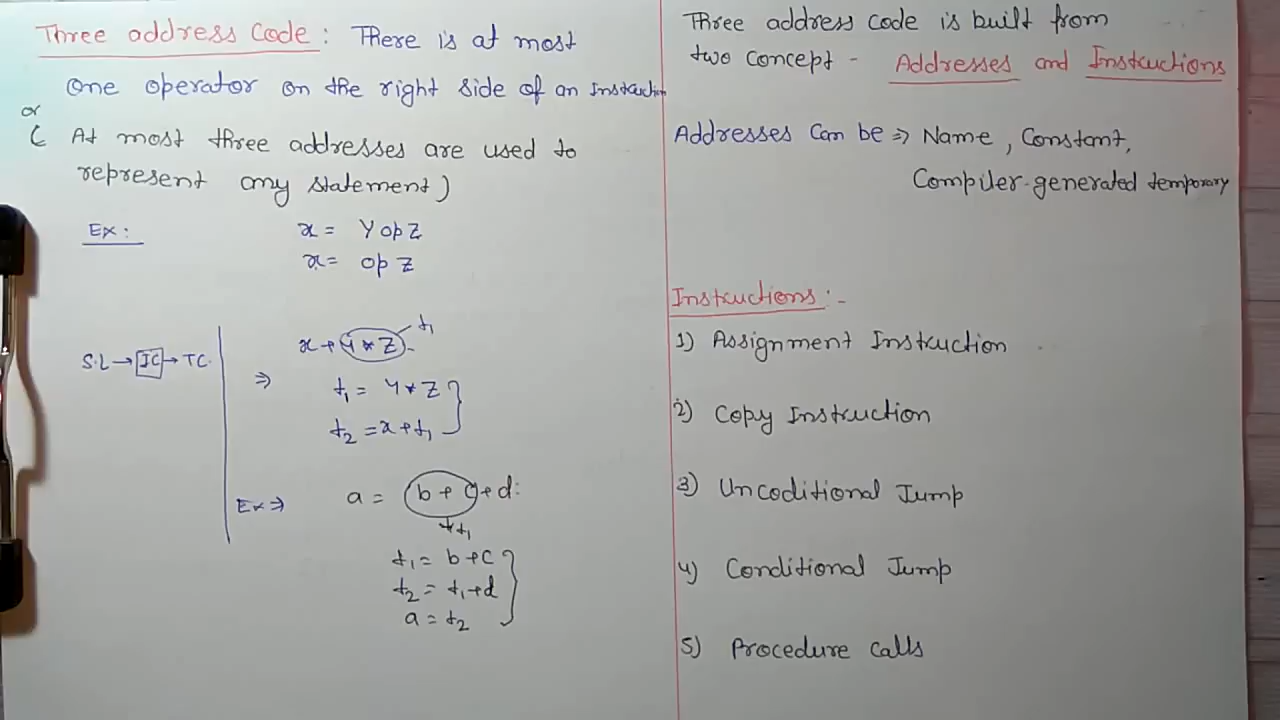 Three address Code : There is at most
one operator on the right side of an Instruction
or
( At most three addresses are used to
represent any statement)
Ex :
x = Y op Z
x = op Z
S.L → IC → TC.
x + y * z t1
⇒ t1 = y * z
t2 = x + t1
Ex ⇒ a = b + c + d :
t1
t1 = b + c
t2 = t1 + d
a = t2
Three address code is built from
two concept - Addresses and Instructions
Addresses Can be ⇒ Name , Constant,
Compiler-generated temporary
Instructions :-
1) Assignment Instruction
2) Copy Instruction
3) Uncoditional Jump
4) Conditional Jump
5) Procedure Calls